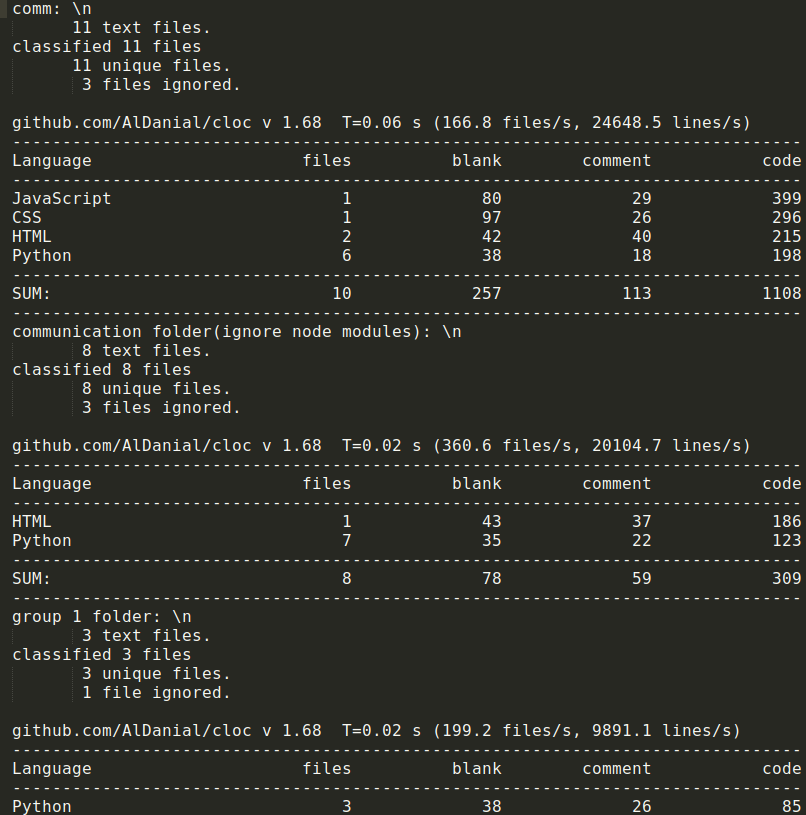 comm: \n
      11 text files.
classified 11 files
      11 unique files.
       3 files ignored.

github.com/AlDanial/cloc v 1.68  T=0.06 s (166.8 files/s, 24648.5 lines/s)
-------------------------------------------------------------------------------
Language                     files          blank        comment           code
-------------------------------------------------------------------------------
JavaScript                       1             80             29            399
CSS                              1             97             26            296
HTML                             2             42             40            215
Python                           6             38             18            198
-------------------------------------------------------------------------------
SUM:                            10            257            113           1108
-------------------------------------------------------------------------------
communication folder(ignore node modules): \n
       8 text files.
classified 8 files
       8 unique files.
       3 files ignored.

github.com/AlDanial/cloc v 1.68  T=0.02 s (360.6 files/s, 20104.7 lines/s)
-------------------------------------------------------------------------------
Language                     files          blank        comment           code
-------------------------------------------------------------------------------
HTML                             1             43             37            186
Python                           7             35             22            123
-------------------------------------------------------------------------------
SUM:                             8             78             59            309
-------------------------------------------------------------------------------
group 1 folder: \n
       3 text files.
classified 3 files
       3 unique files.
       1 file ignored.

github.com/AlDanial/cloc v 1.68  T=0.02 s (199.2 files/s, 9891.1 lines/s)
-------------------------------------------------------------------------------
Language                     files          blank        comment           code
-------------------------------------------------------------------------------
Python                           3             38             26             85